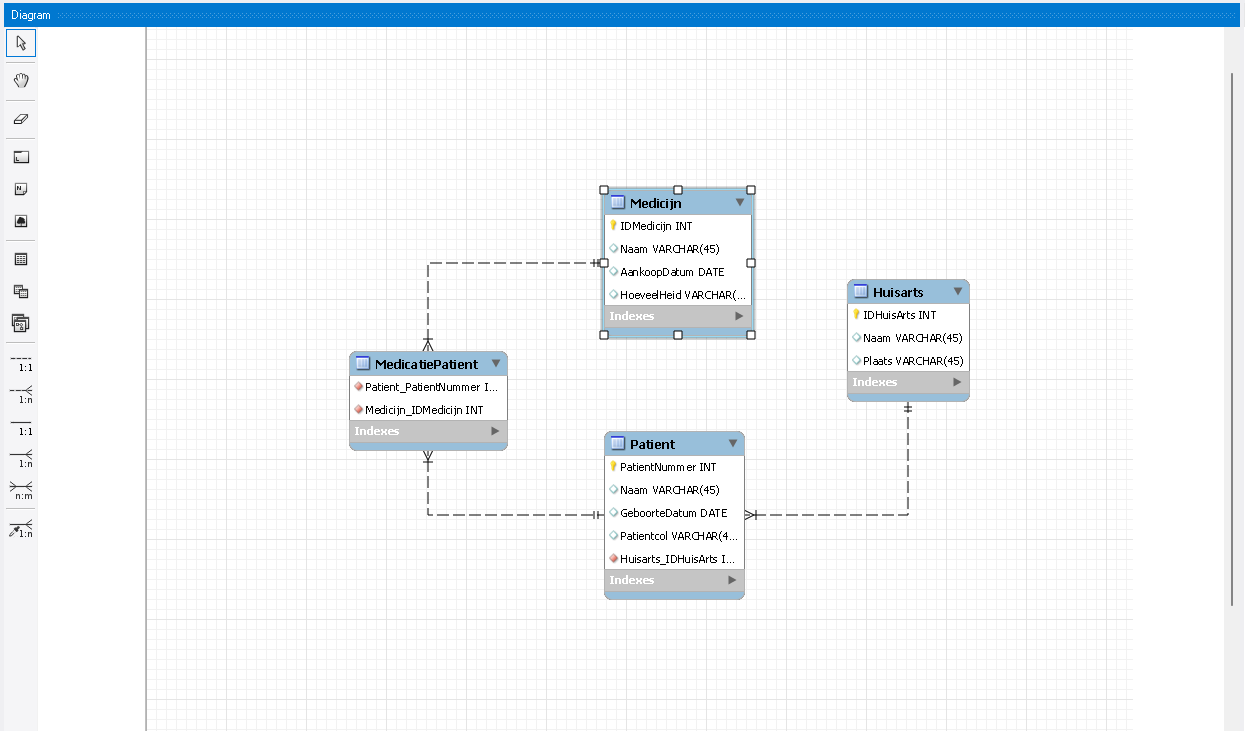 Diagram
1:1
1:n
1:1
1:n
n:m
1:n
Medicijn
IDMedicijn INT
Naam VARCHAR(45)
AankoopDatum DATE
HoeveelHeid VARCHAR(...
Indexes
Huisarts
IDHuisArts INT
Naam VARCHAR(45)
Plaats VARCHAR(45)
Indexes
MedicatiePatient
Patient_PatientNummer I...
Medicijn_IDMedicijn INT
Indexes
Patient
PatientNummer INT
Naam VARCHAR(45)
GeboorteDatum DATE
Patientcol VARCHAR(4...
Huisarts_IDHuisArts I...
Indexes